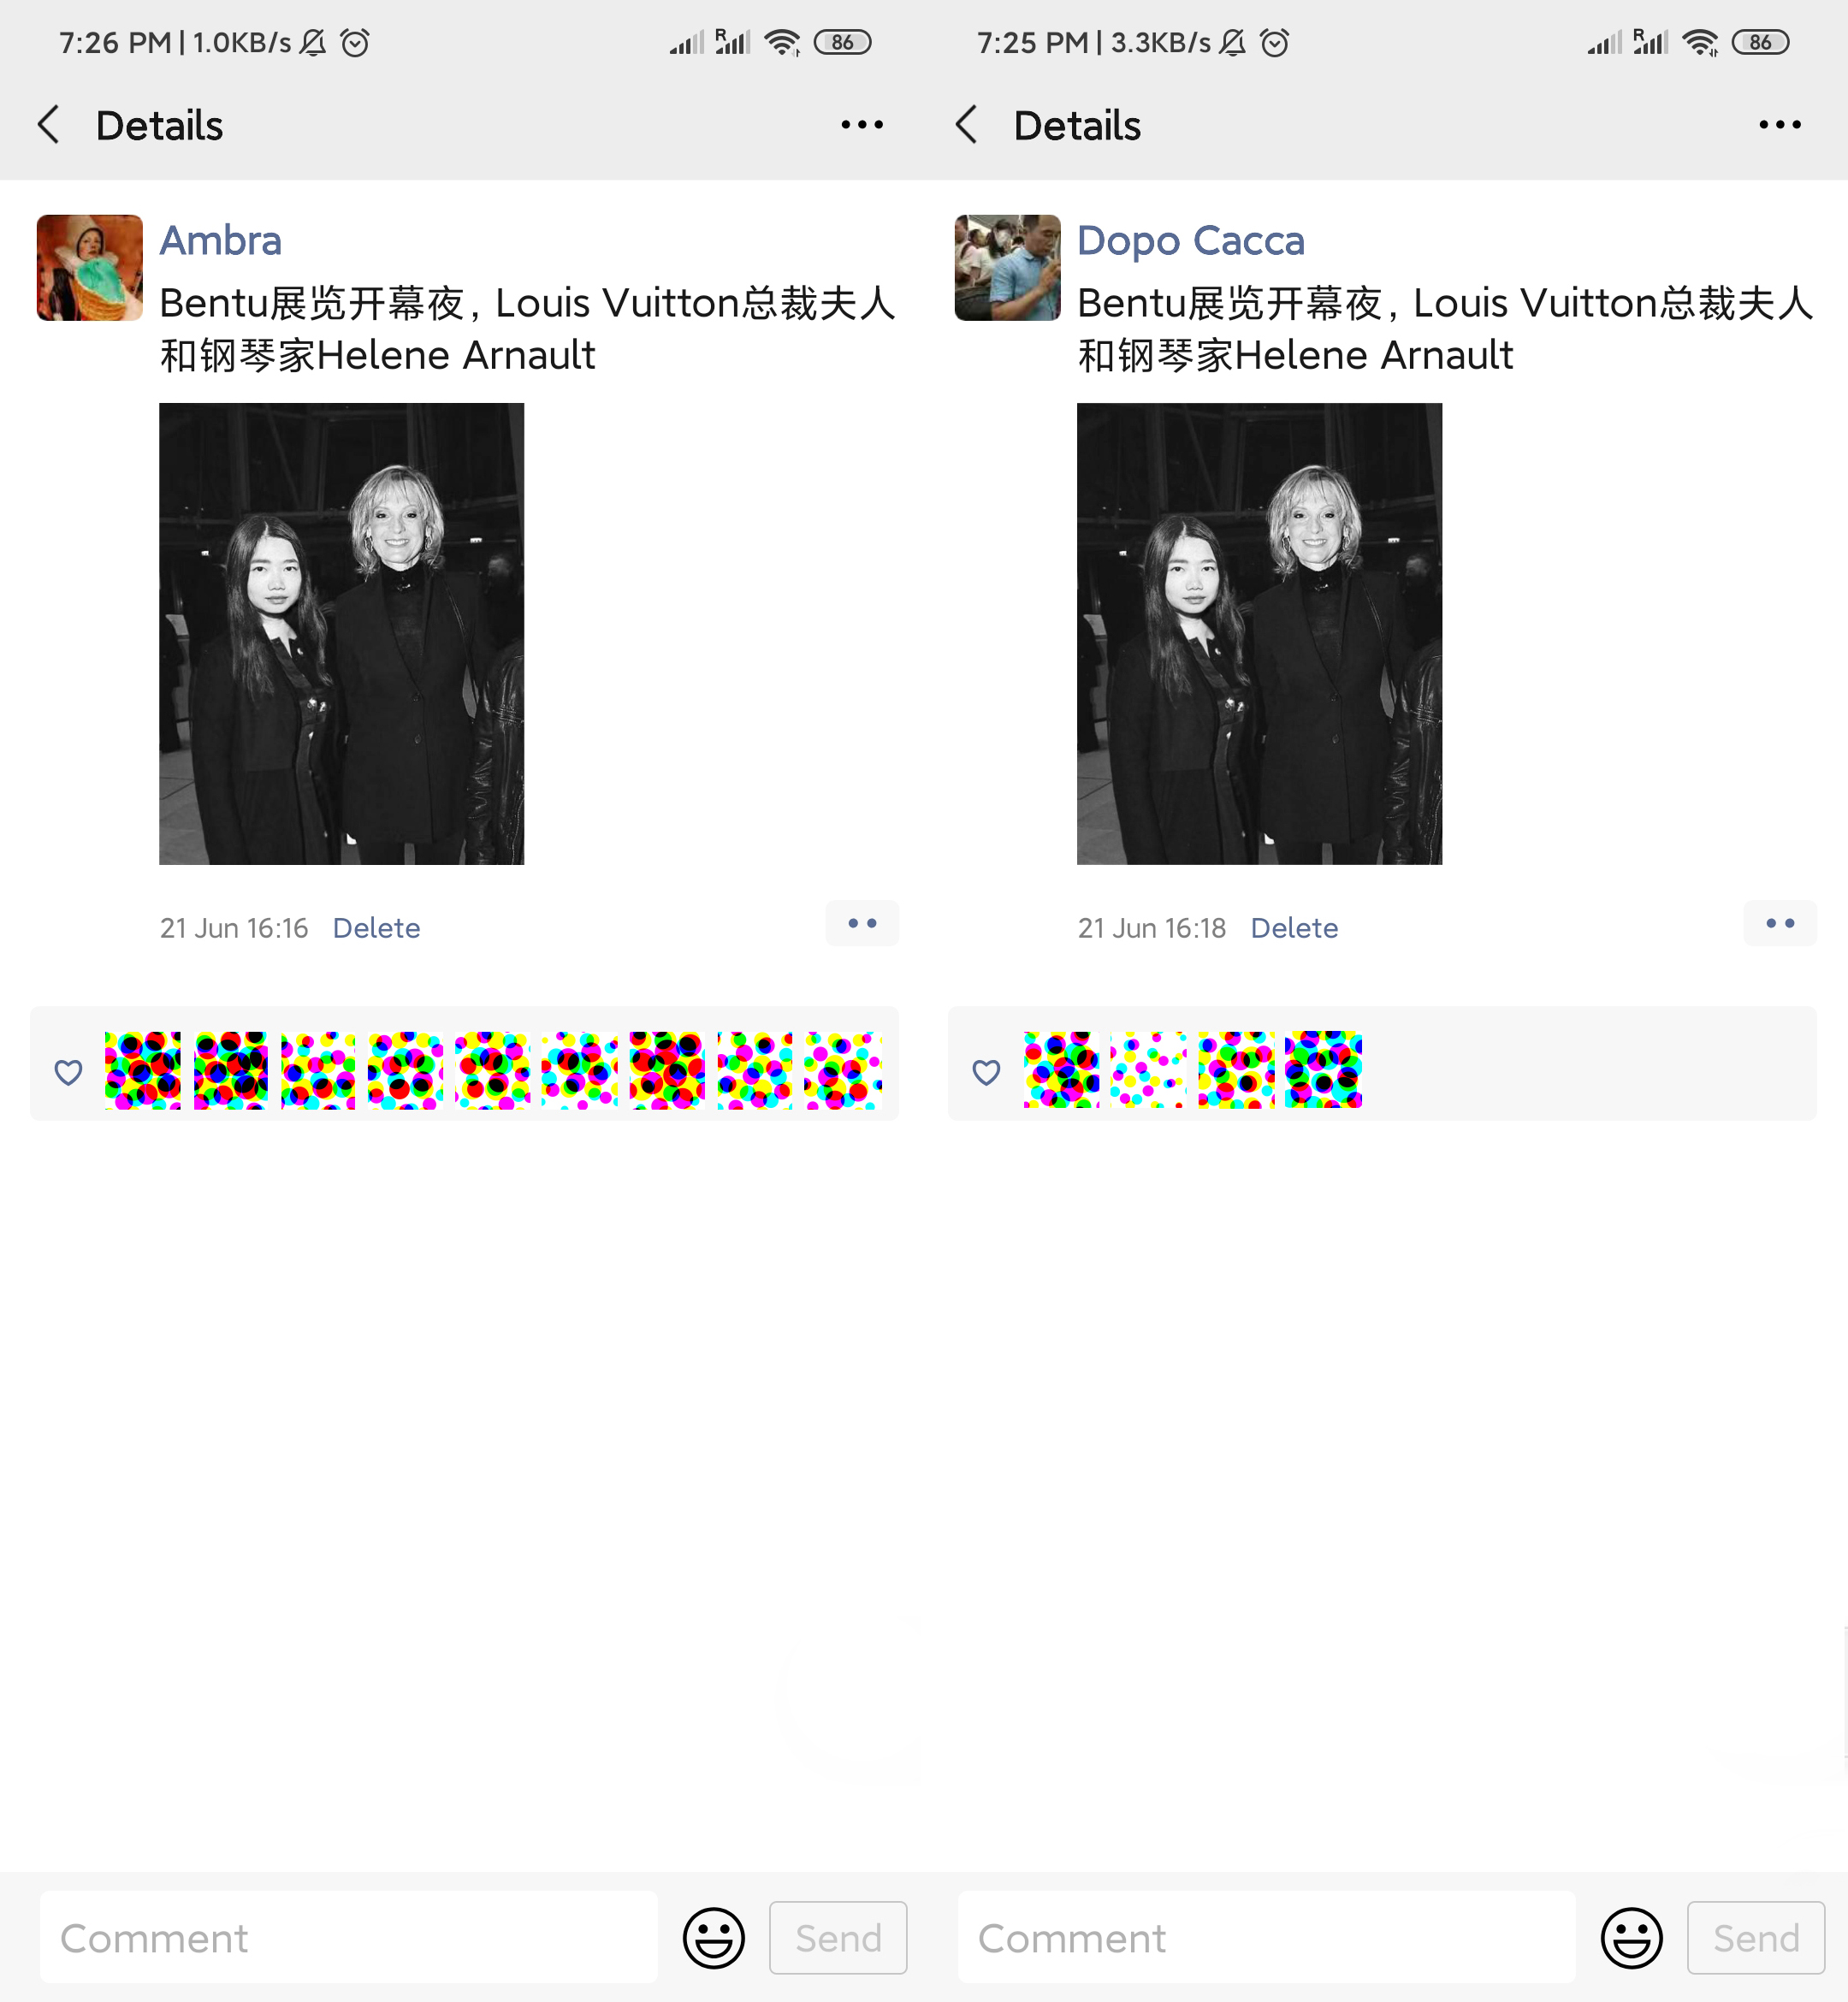 7:26 PM | 1.0KB/s
R
86
Details
Ambra
Bentu展览开幕夜，Louis Vuitton总裁夫人
和钢琴家Helene Arnault
21 Jun 16:16 Delete
Comment
Send
7:25 PM | 3.3KB/s
R
86
Details
Dopo Cacca
Bentu展览开幕夜，Louis Vuitton总裁夫人
和钢琴家Helene Arnault
21 Jun 16:18 Delete
Comment
Send